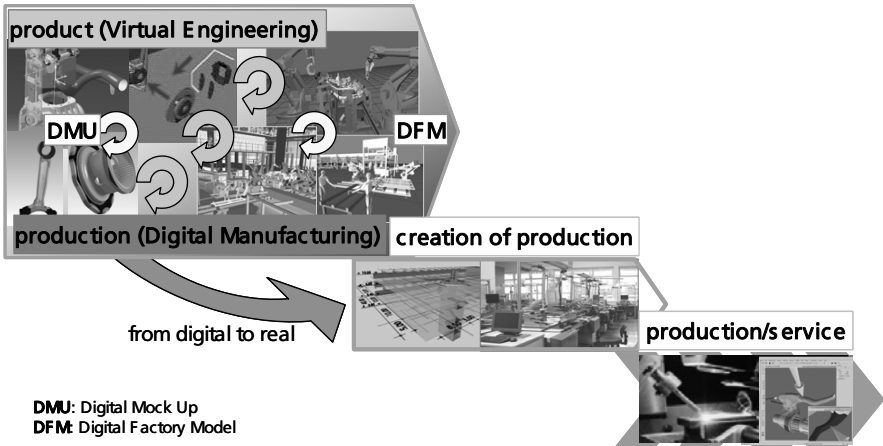 product (Virtual Engineering)
DMU
DFM
production (Digital Manufacturing)
creation of production
from digital to real
production/service
DMU: Digital Mock Up
DFM: Digital Factory Model